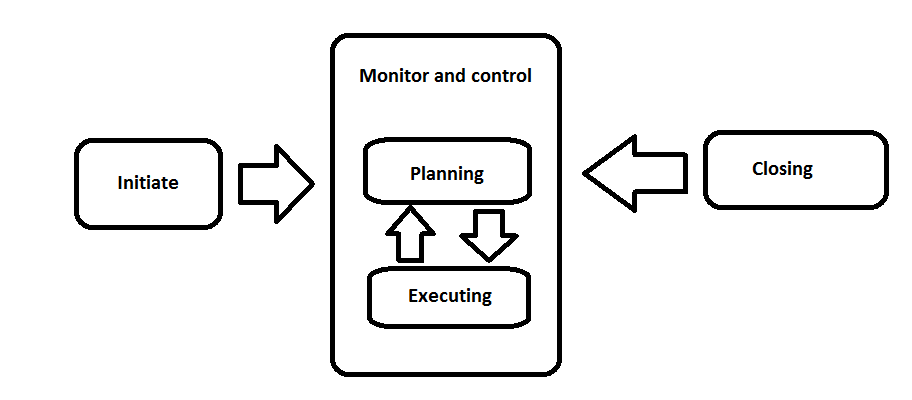 Monitor and control
Initiate
Planning
Executing
Closing